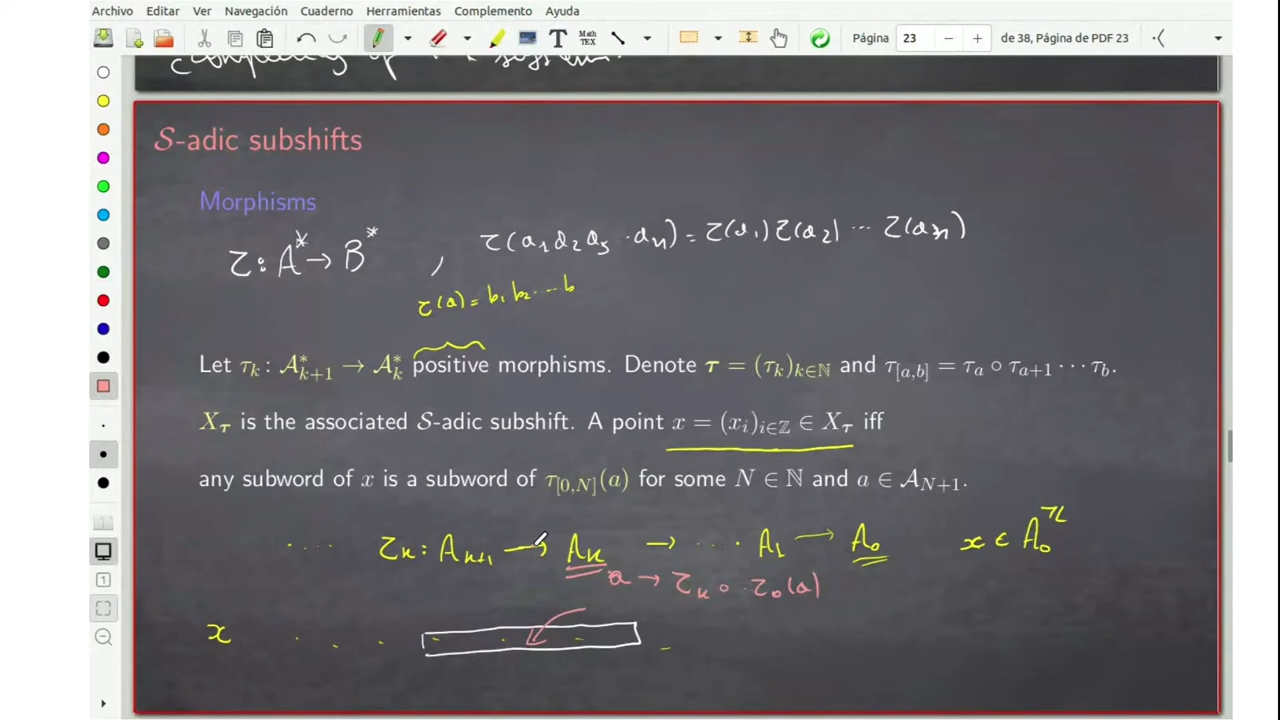 Archivo Editar Ver Navegación Cuaderno Herramientas Complemento Ayuda
T Math TEX Página 23 − + de 38, Página de PDF 23
S-adic subshifts
Morphisms
τ: A* → B* , τ(a₁a₂a₃ ⋯ aₙ) = τ(a₁)τ(a₂) ⋯ τ(aₙ)
τ(a) = b₁b₂ ⋯ b
Let τₖ: A*ₖ₊₁ → A*ₖ positive morphisms. Denote τ = (τₖ)ₖ∈ℕ and τ[a,b] = τₐ ∘ τₐ₊₁ ⋯ τ_b.
X_τ is the associated S-adic subshift. A point x = (xᵢ)ᵢ∈ℤ ∈ X_τ iff
any subword of x is a subword of τ[0,N](a) for some N ∈ ℕ and a ∈ A_{N+1}.
⋯ τₖ: Aₖ₊₁ → Aₖ → ⋯ A₁ → A₀ x ∈ A₀^ℤ
a → τₖ ∘ ⋅ τ₀(a)
x